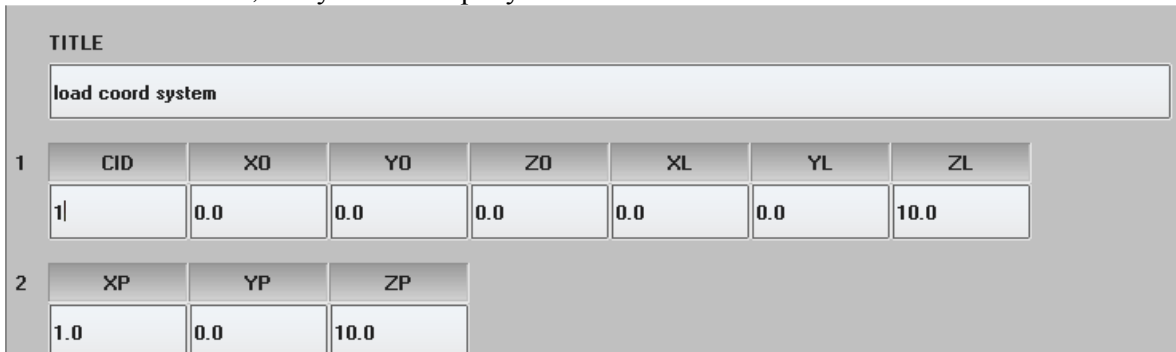 TITLE
load coord system
1 CID X0 Y0 Z0 XL YL ZL
1 0.0 0.0 0.0 0.0 0.0 10.0
2 XP YP ZP
1.0 0.0 10.0